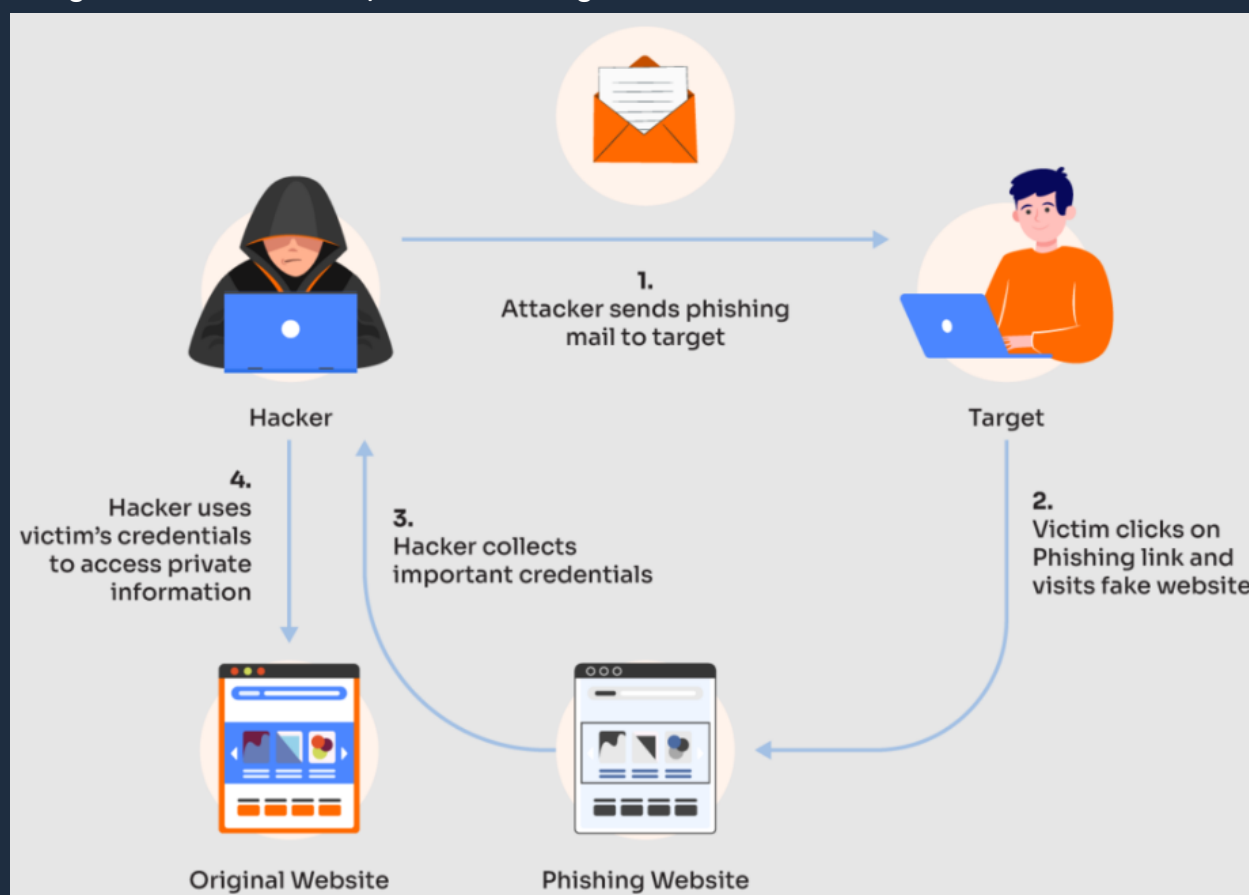 1.
Attacker sends phishing
mail to target
Hacker
Target
4.
Hacker uses
victim's credentials
to access private
information
3.
Hacker collects
important credentials
2.
Victim clicks on
Phishing link and
visits fake website
Original Website
Phishing Website